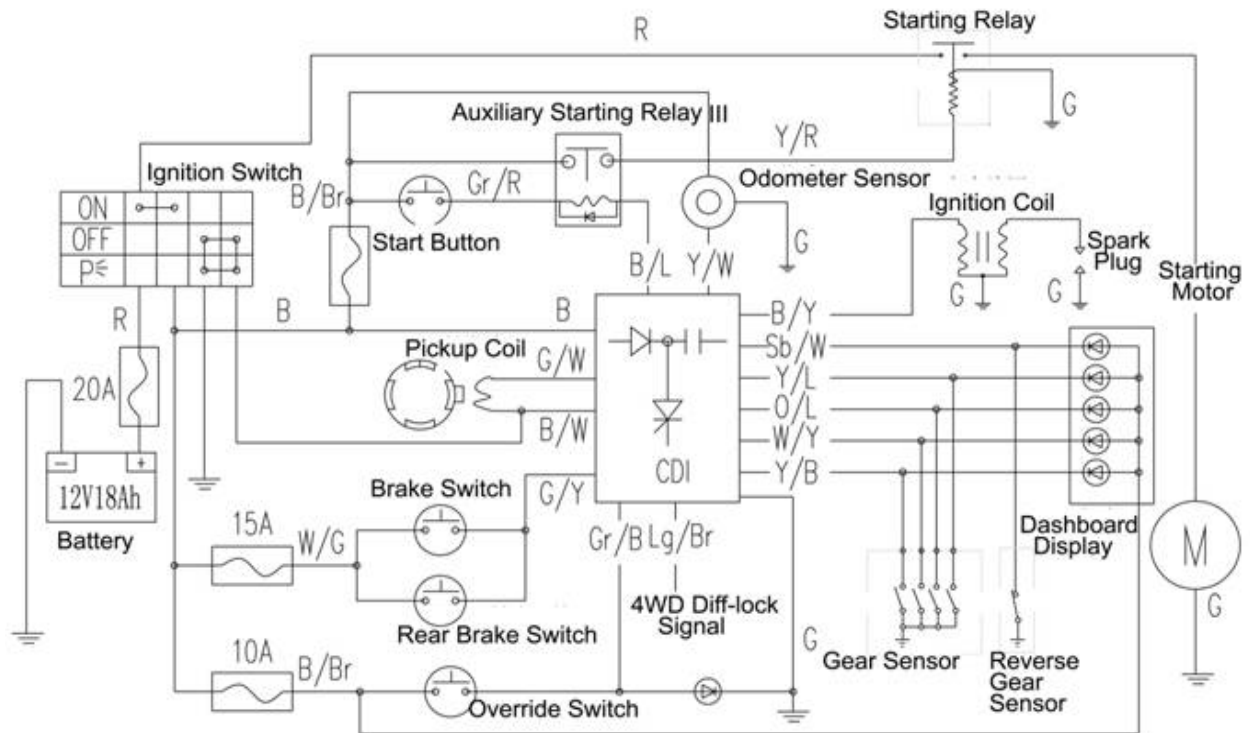 Starting Relay
R
G
Auxiliary Starting Relay III
Y/R
Ignition Switch
ON
OFF
P
B/Br
Gr/R
Start Button
Odometer Sensor
Ignition Coil
G
Spark
Plug
Starting
Motor
B/L
Y/W
G
G
R
B
B
B/Y
Pickup Coil
G/W
Sb/W
Y/L
O/L
20A
B/W
W/Y
CDI
Y/B
- +
12V18Ah
Battery
Brake Switch
G/Y
15A
W/G
Gr/B
Lg/Br
Dashboard
Display
M
Rear Brake Switch
4WD Diff-lock
Signal
G
G
10A
B/Br
Override Switch
Gear Sensor
Reverse
Gear
Sensor